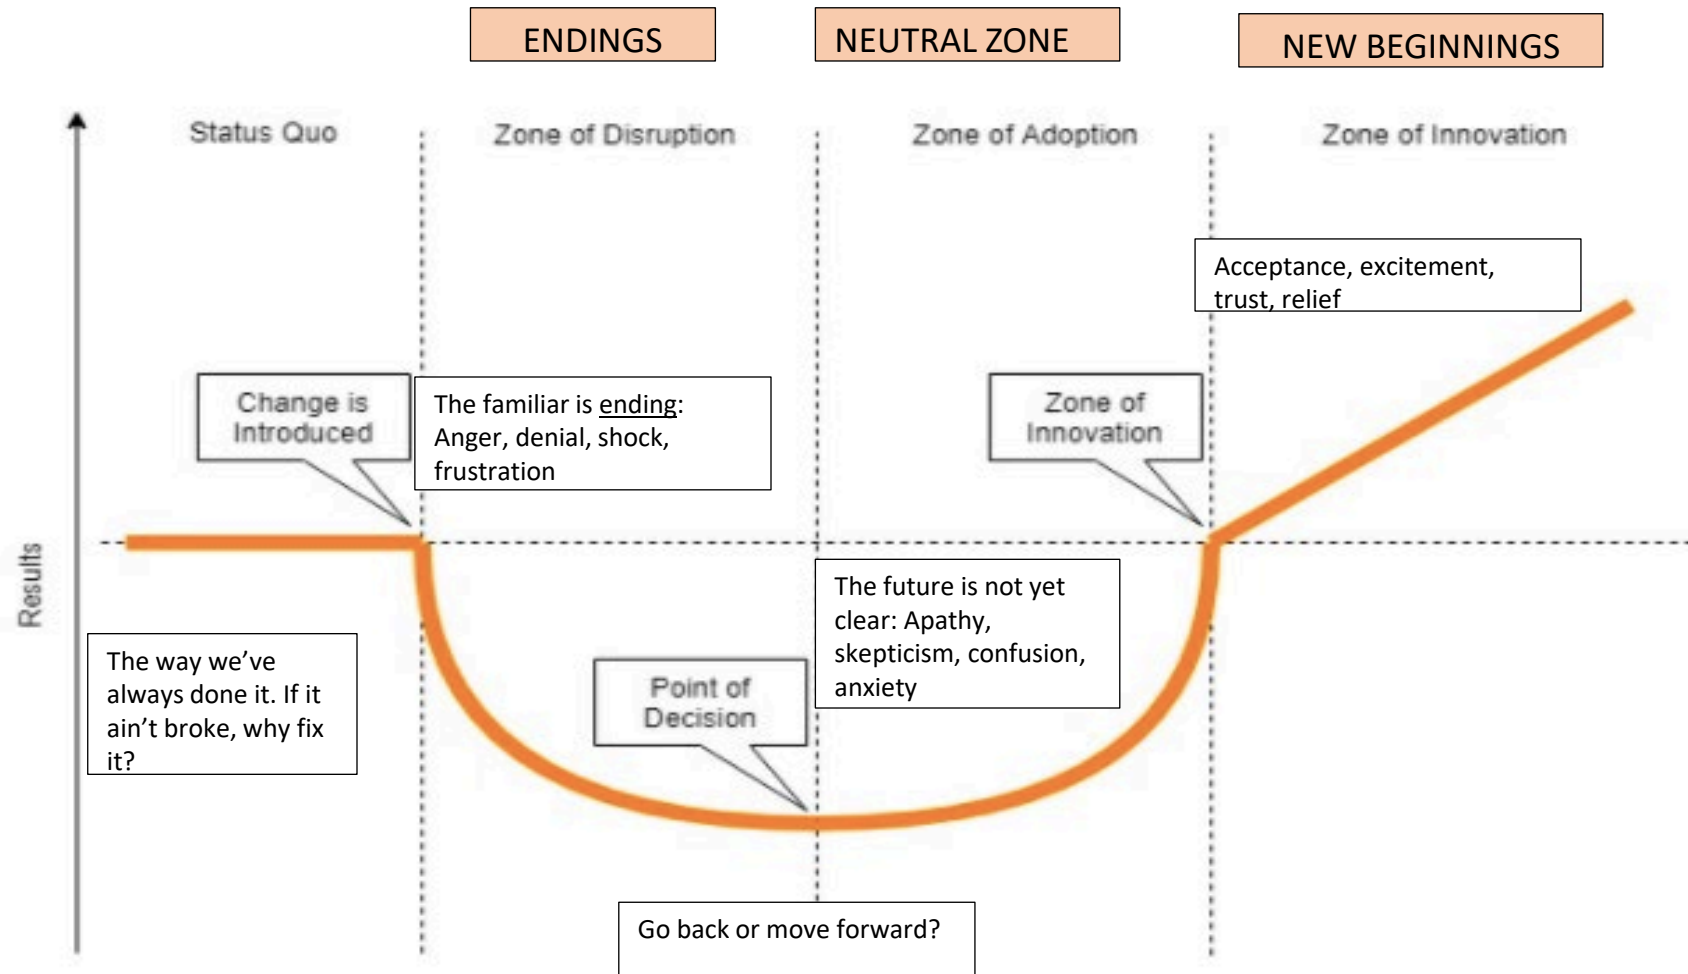 ENDINGS
NEUTRAL ZONE
NEW BEGINNINGS
Status Quo
Zone of Disruption
Zone of Adoption
Zone of Innovation
Acceptance, excitement,
trust, relief
Change is
Introduced
The familiar is ending:
Anger, denial, shock,
frustration
Zone of
Innovation
Results
The way we’ve
always done it. If it
ain’t broke, why fix
it?
The future is not yet
clear: Apathy,
skepticism, confusion,
anxiety
Point of
Decision
Go back or move forward?